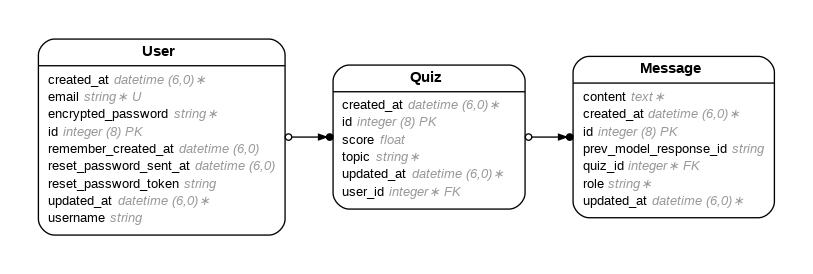 User
created_at datetime (6,0)∗
email string∗ U
encrypted_password string∗
id integer (8) PK
remember_created_at datetime (6,0)
reset_password_sent_at datetime (6,0)
reset_password_token string
updated_at datetime (6,0)∗
username string
Quiz
created_at datetime (6,0)∗
id integer (8) PK
score float
topic string∗
updated_at datetime (6,0)∗
user_id integer∗ FK
Message
content text∗
created_at datetime (6,0)∗
id integer (8) PK
prev_model_response_id string
quiz_id integer∗ FK
role string∗
updated_at datetime (6,0)∗